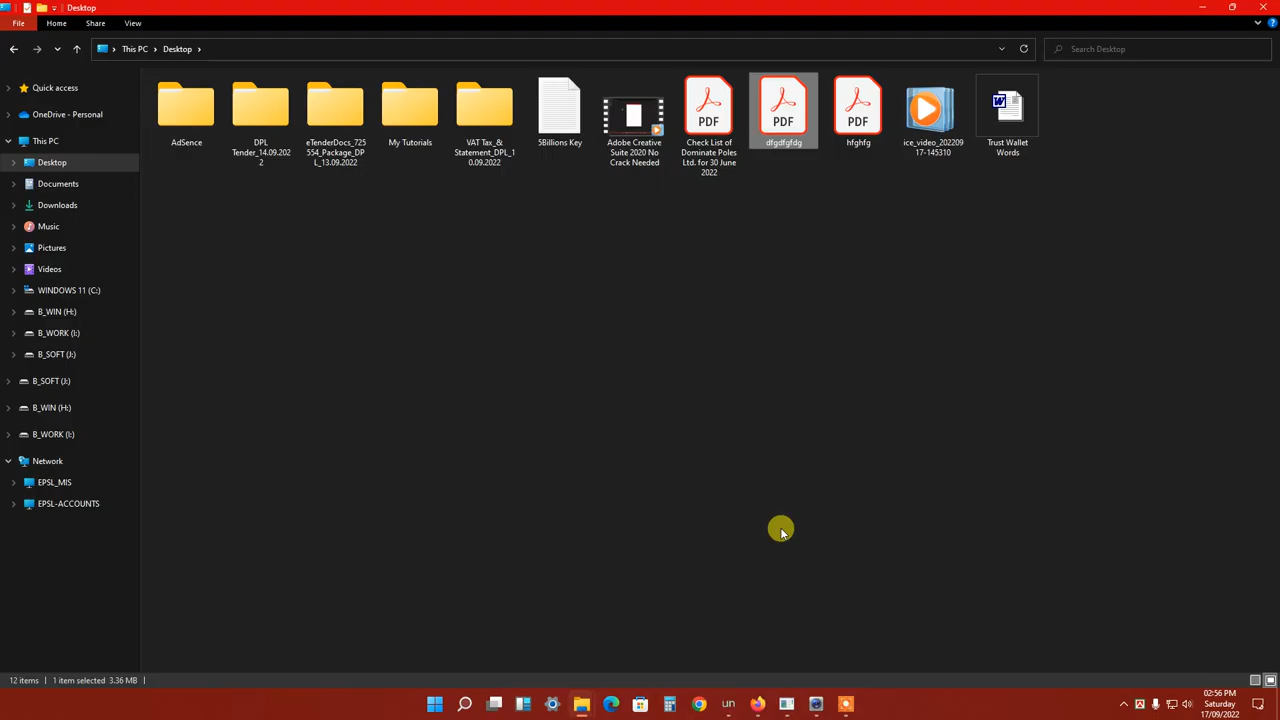 Desktop
File Home Share View
This PC Desktop
Search Desktop
Quick access
OneDrive - Personal
This PC
Desktop
Documents
Downloads
Music
Pictures
Videos
WINDOWS 11 (C:)
B_WIN (H:)
B_WORK (I:)
B_SOFT (J:)
B_SOFT (J:)
B_WIN (H:)
B_WORK (I:)
Network
EPSL_MIS
EPSL-ACCOUNTS
AdSence
DPL
Tender_14.09.202
2
eTenderDocs_725
554_Package_DP
L_13.09.2022
My Tutorials
VAT Tax_&
Statement_DPL_1
0.09.2022
5Billions Key
Adobe Creative
Suite 2020 No
Crack Needed
PDF
Check List of
Dominate Poles
Ltd. for 30 June
2022
PDF
dfgdfgfdg
PDF
hfghfg
ice_video_202209
17-145310
W
Trust Wallet
Words
12 items 1 item selected 3.36 MB
un
02:56 PM
Saturday
17/09/2022